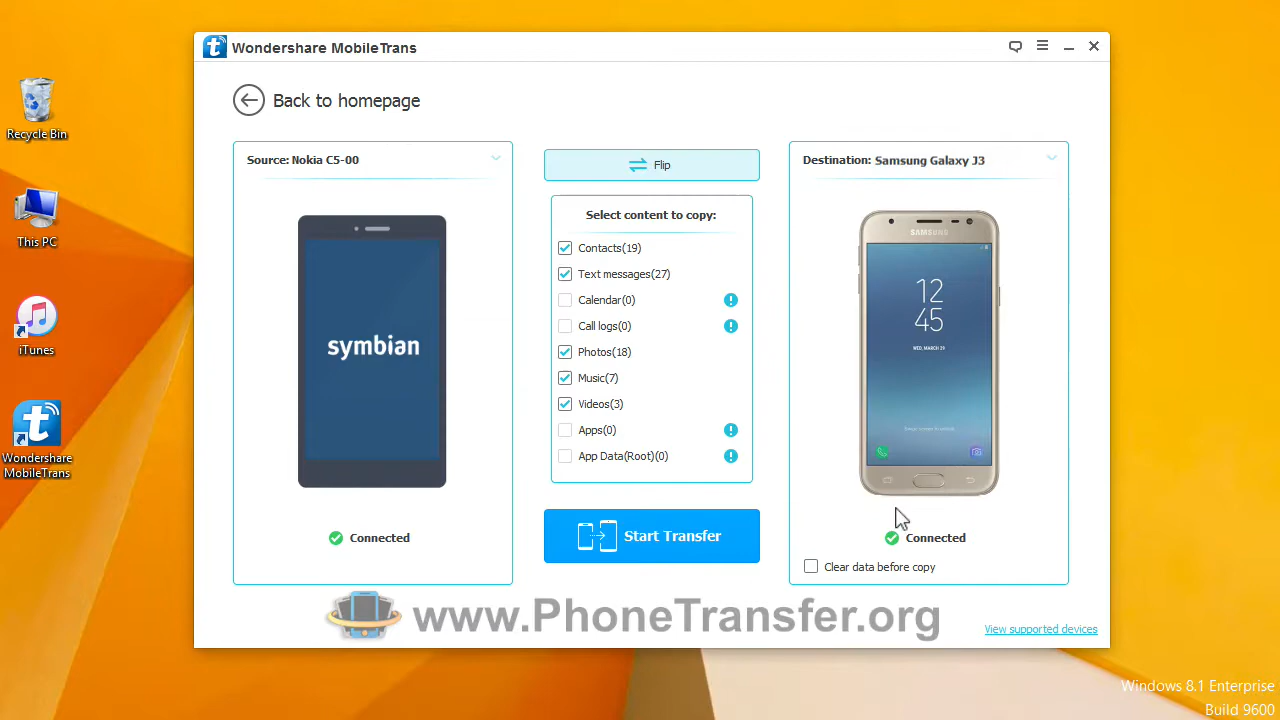 Wondershare MobileTrans
Back to homepage
Recycle Bin
This PC
iTunes
Wondershare
MobileTrans
Source: Nokia C5-00
symbian
Connected
Flip
Select content to copy:
Contacts(19)
Text messages(27)
Calendar(0)
Call logs(0)
Photos(18)
Music(7)
Videos(3)
Apps(0)
App Data(Root)(0)
Start Transfer
Destination: Samsung Galaxy J3
SAMSUNG
12
45
WED, MARCH 29
Connected
Clear data before copy
www.PhoneTransfer.org
View supported devices
Windows 8.1 Enterprise
Build 9600